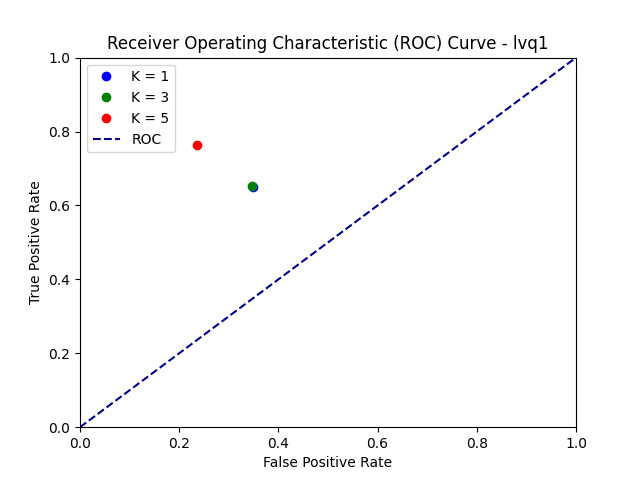 Receiver Operating Characteristic (ROC) Curve - lvq1
K = 1
K = 3
K = 5
ROC
1.0
0.8
0.6
0.4
0.2
0.0
True Positive Rate
0.0 0.2 0.4 0.6 0.8 1.0
False Positive Rate